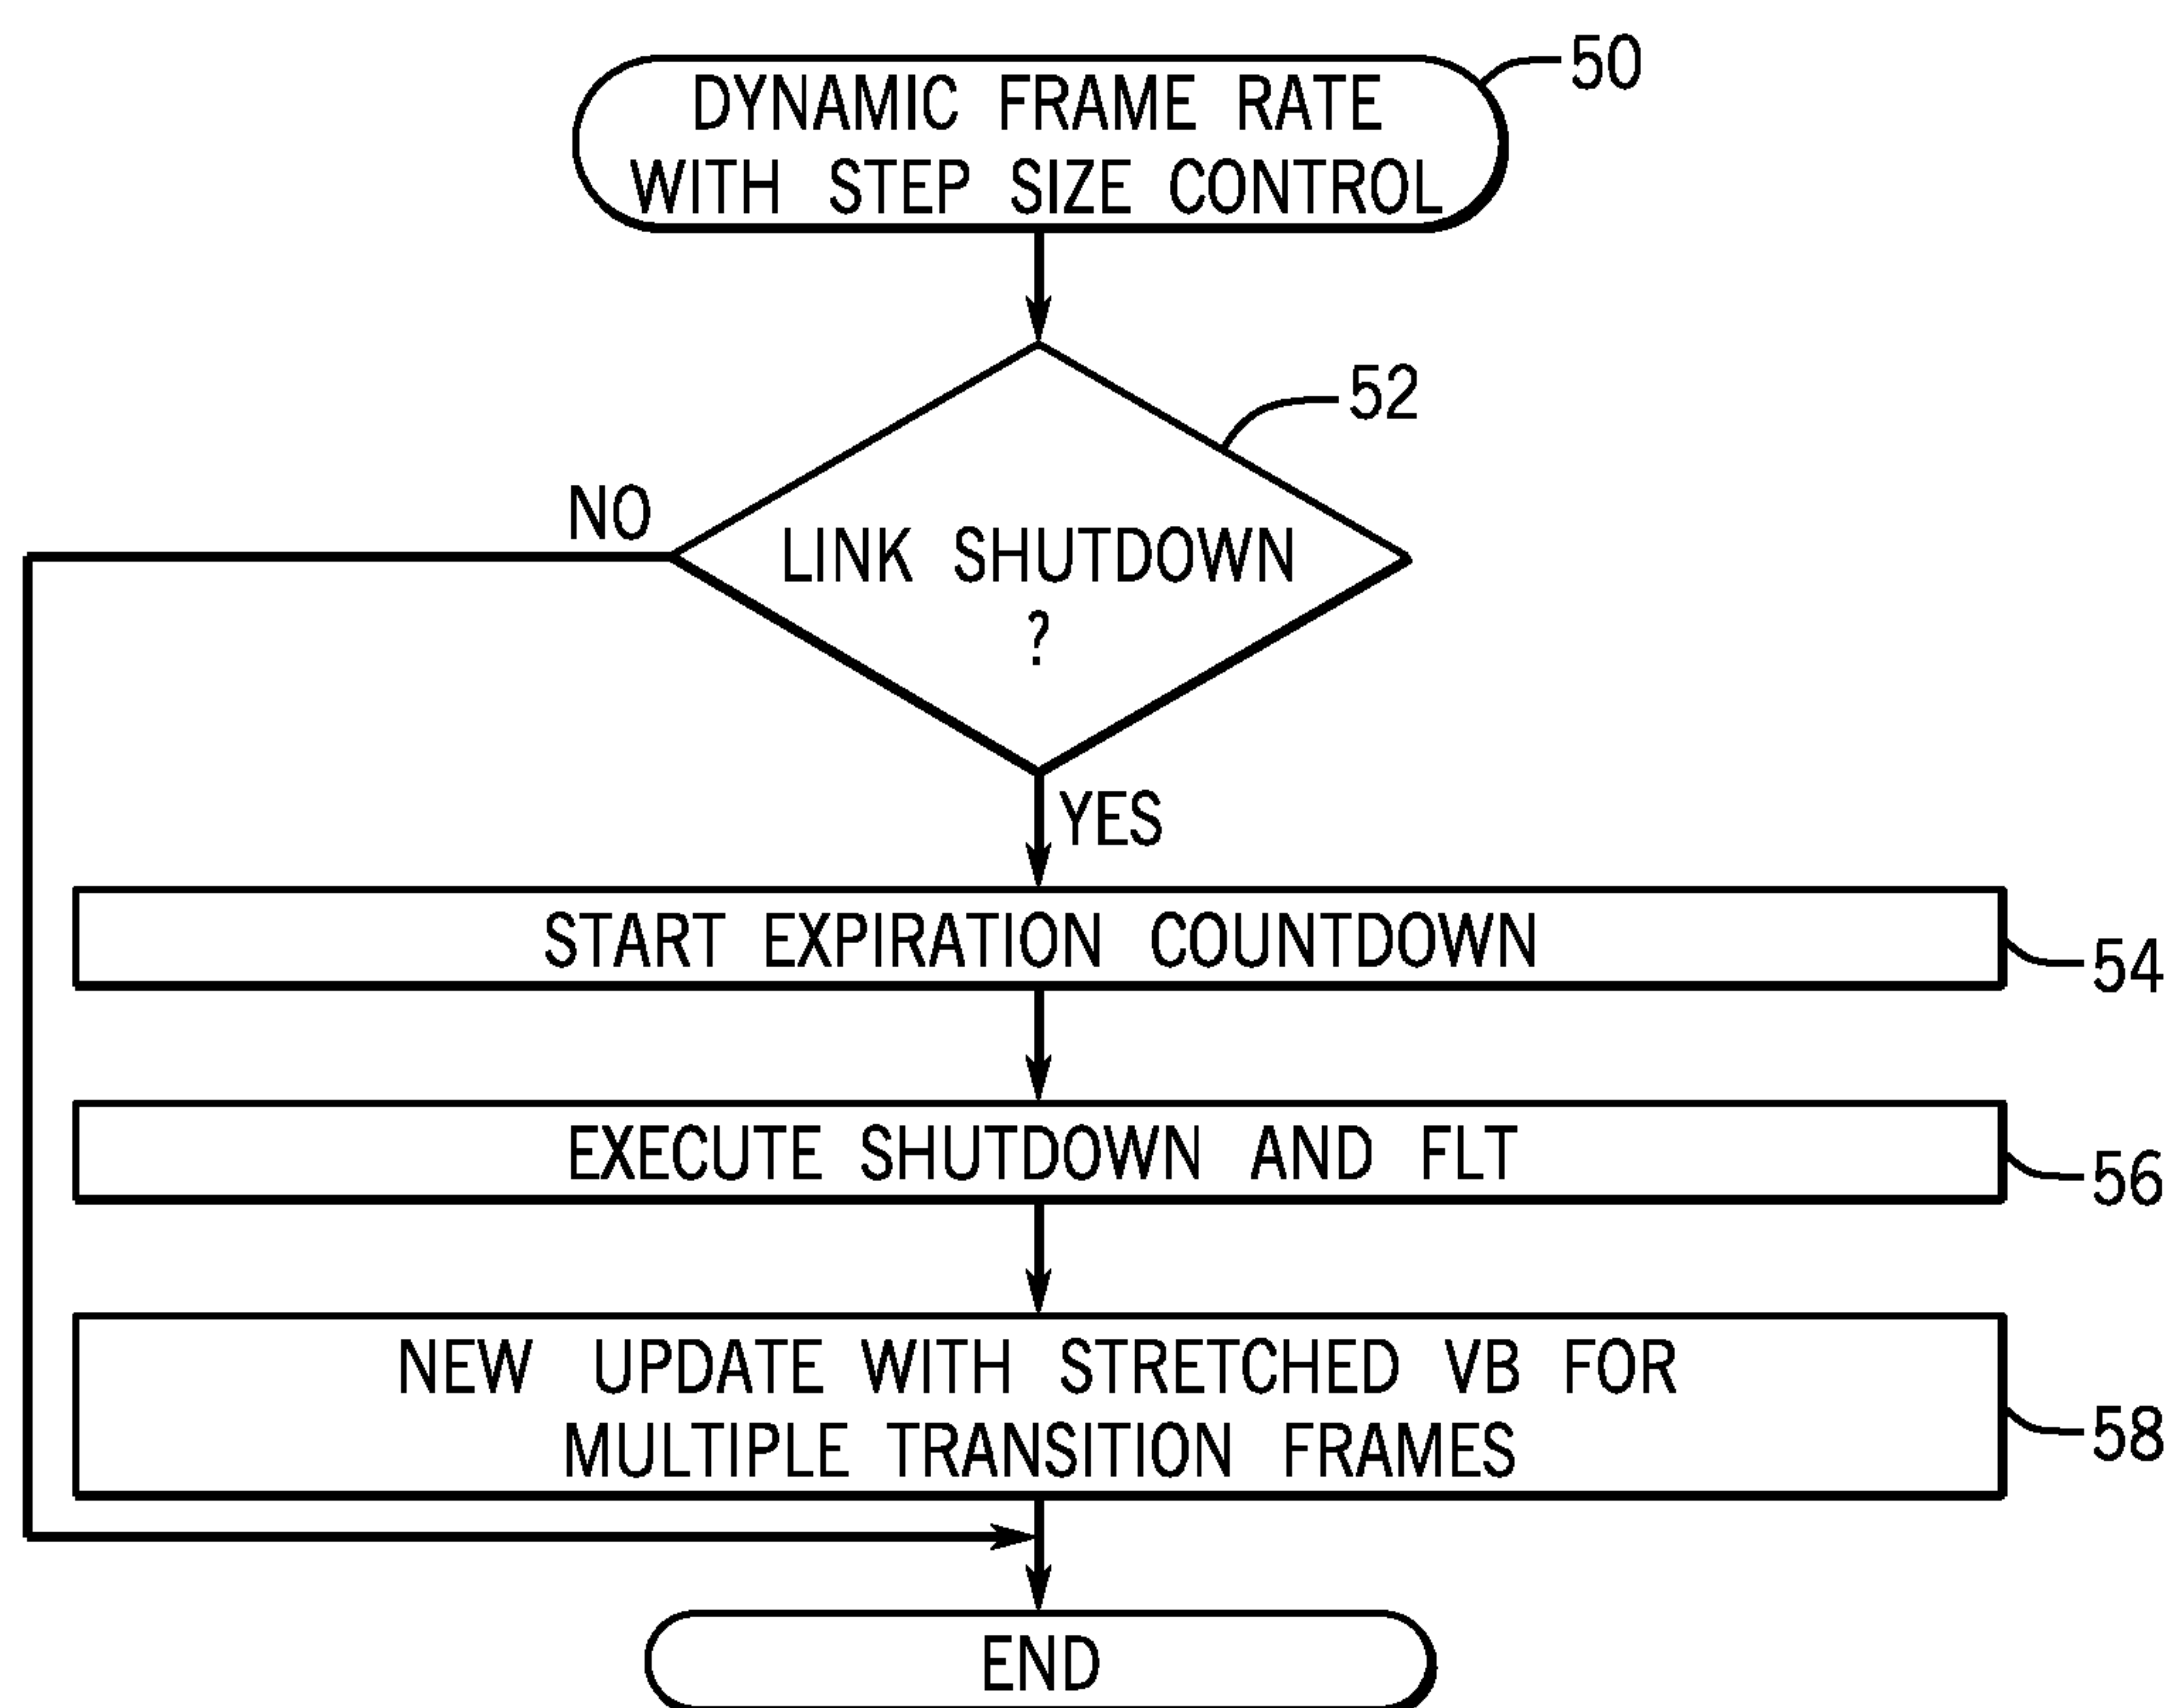 DYNAMIC FRAME RATE
WITH STEP SIZE CONTROL
50
52
NO
LINK SHUTDOWN
?
YES
START EXPIRATION COUNTDOWN
54
EXECUTE SHUTDOWN AND FLT
56
NEW UPDATE WITH STRETCHED VB FOR
MULTIPLE TRANSITION FRAMES
58
END